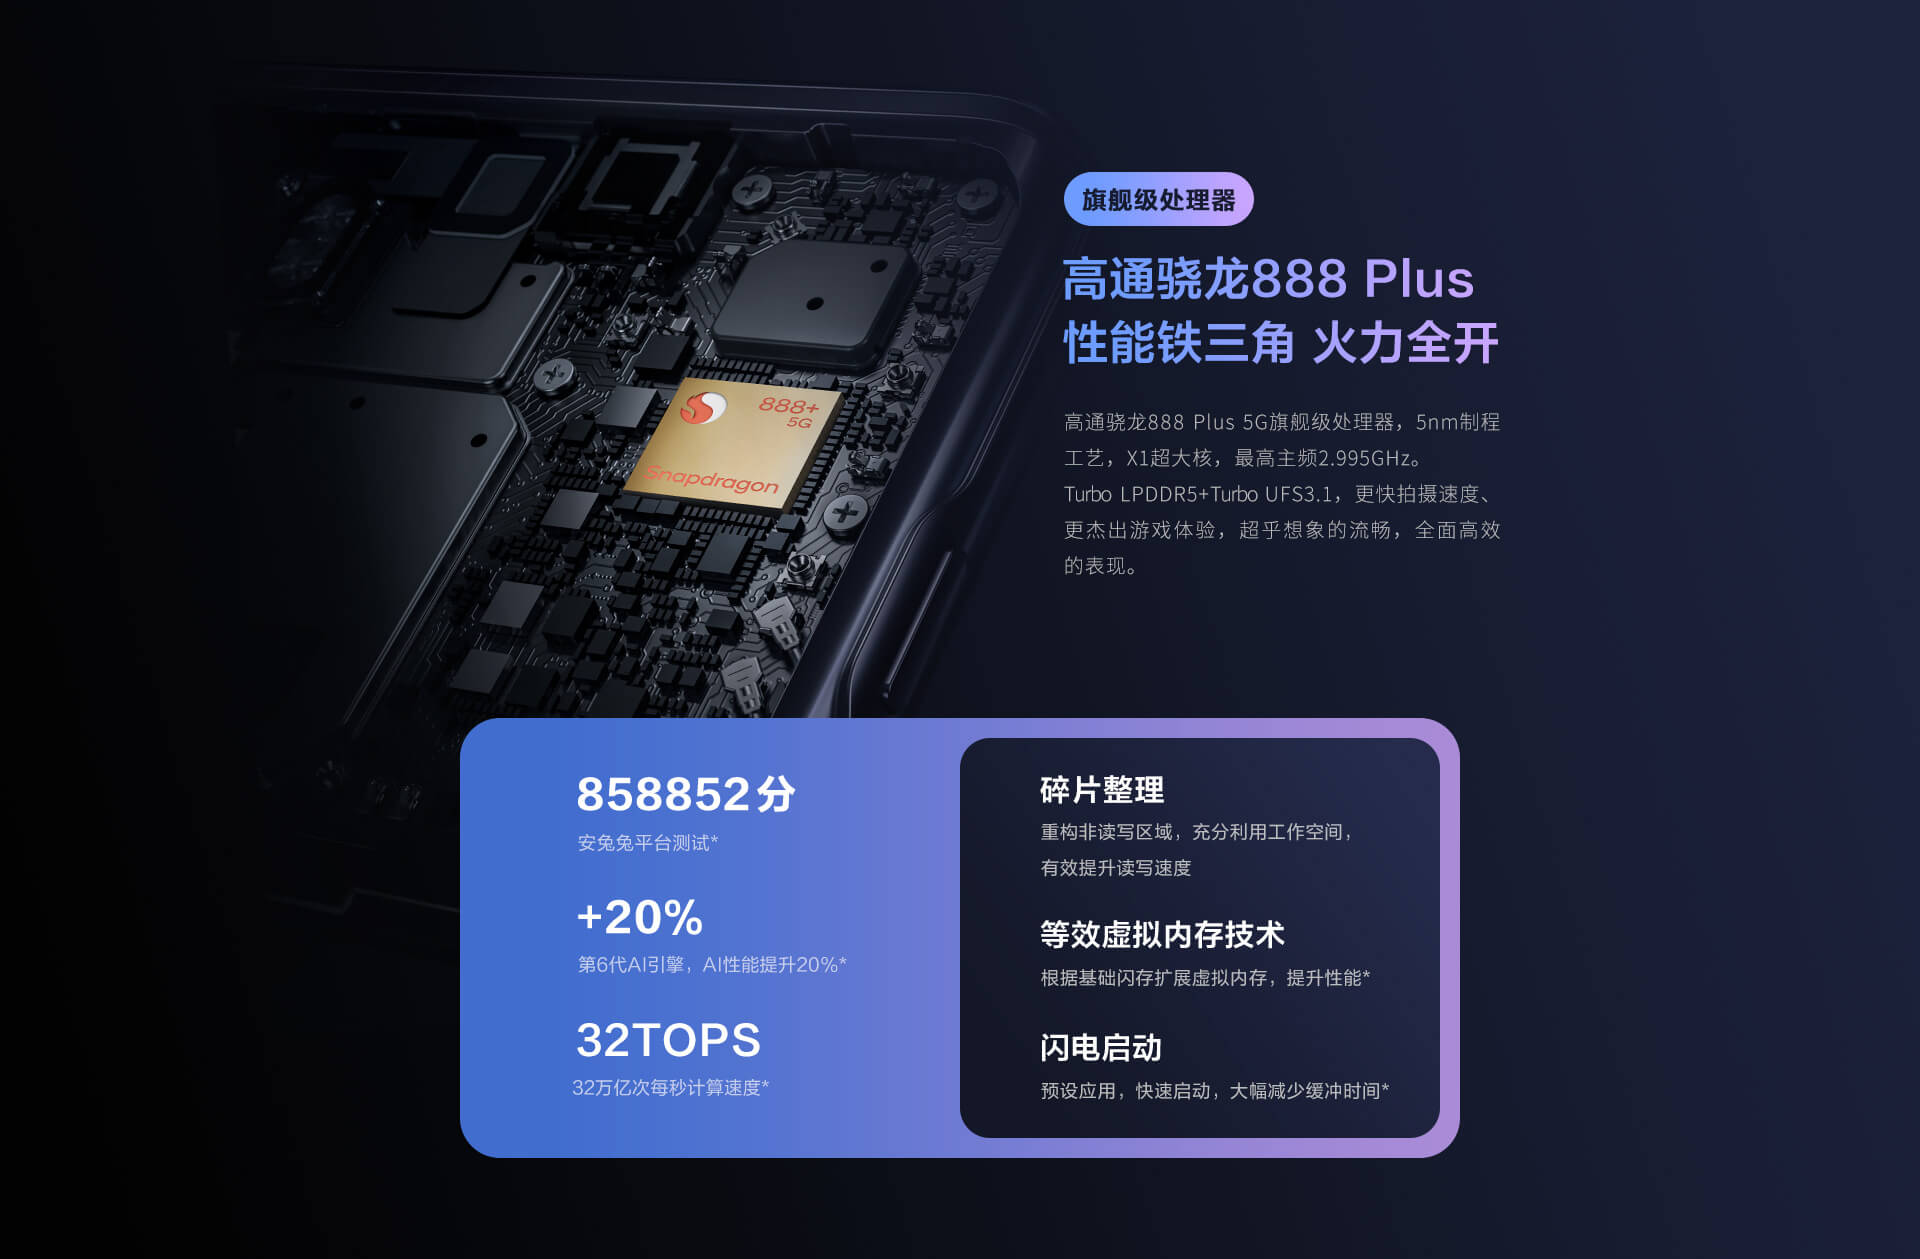 旗舰级处理器
高通骁龙888 Plus
性能铁三角 火力全开
高通骁龙888 Plus 5G旗舰级处理器，5nm制程
工艺，X1超大核，最高主频2.995GHz。
Turbo LPDDR5+Turbo UFS3.1，更快拍摄速度、
更杰出游戏体验，超乎想象的流畅，全面高效
的表现。
888+
5G
Snapdragon
858852分
安兔兔平台测试*
+20%
第6代AI引擎，AI性能提升20%*
32TOPS
32万亿次每秒计算速度*
碎片整理
重构非读写区域，充分利用工作空间，
有效提升读写速度
等效虚拟内存技术
根据基础闪存扩展虚拟内存，提升性能*
闪电启动
预设应用，快速启动，大幅减少缓冲时间*